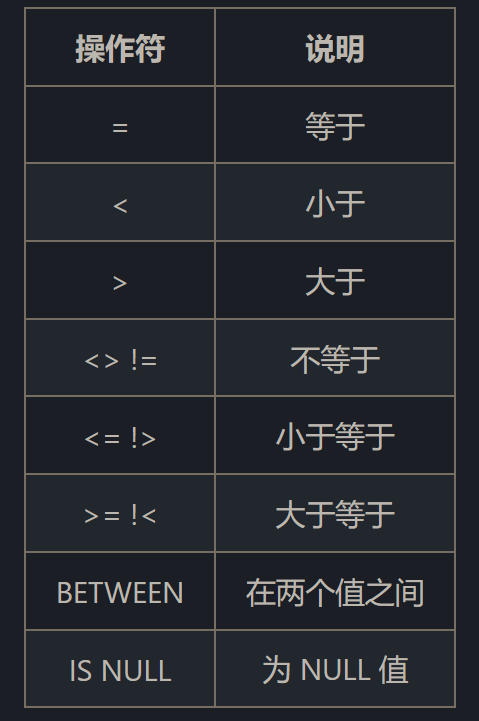 操作符 说明
= 等于
< 小于
> 大于
<> != 不等于
<= !> 小于等于
>= !< 大于等于
BETWEEN 在两个值之间
IS NULL 为 NULL 值